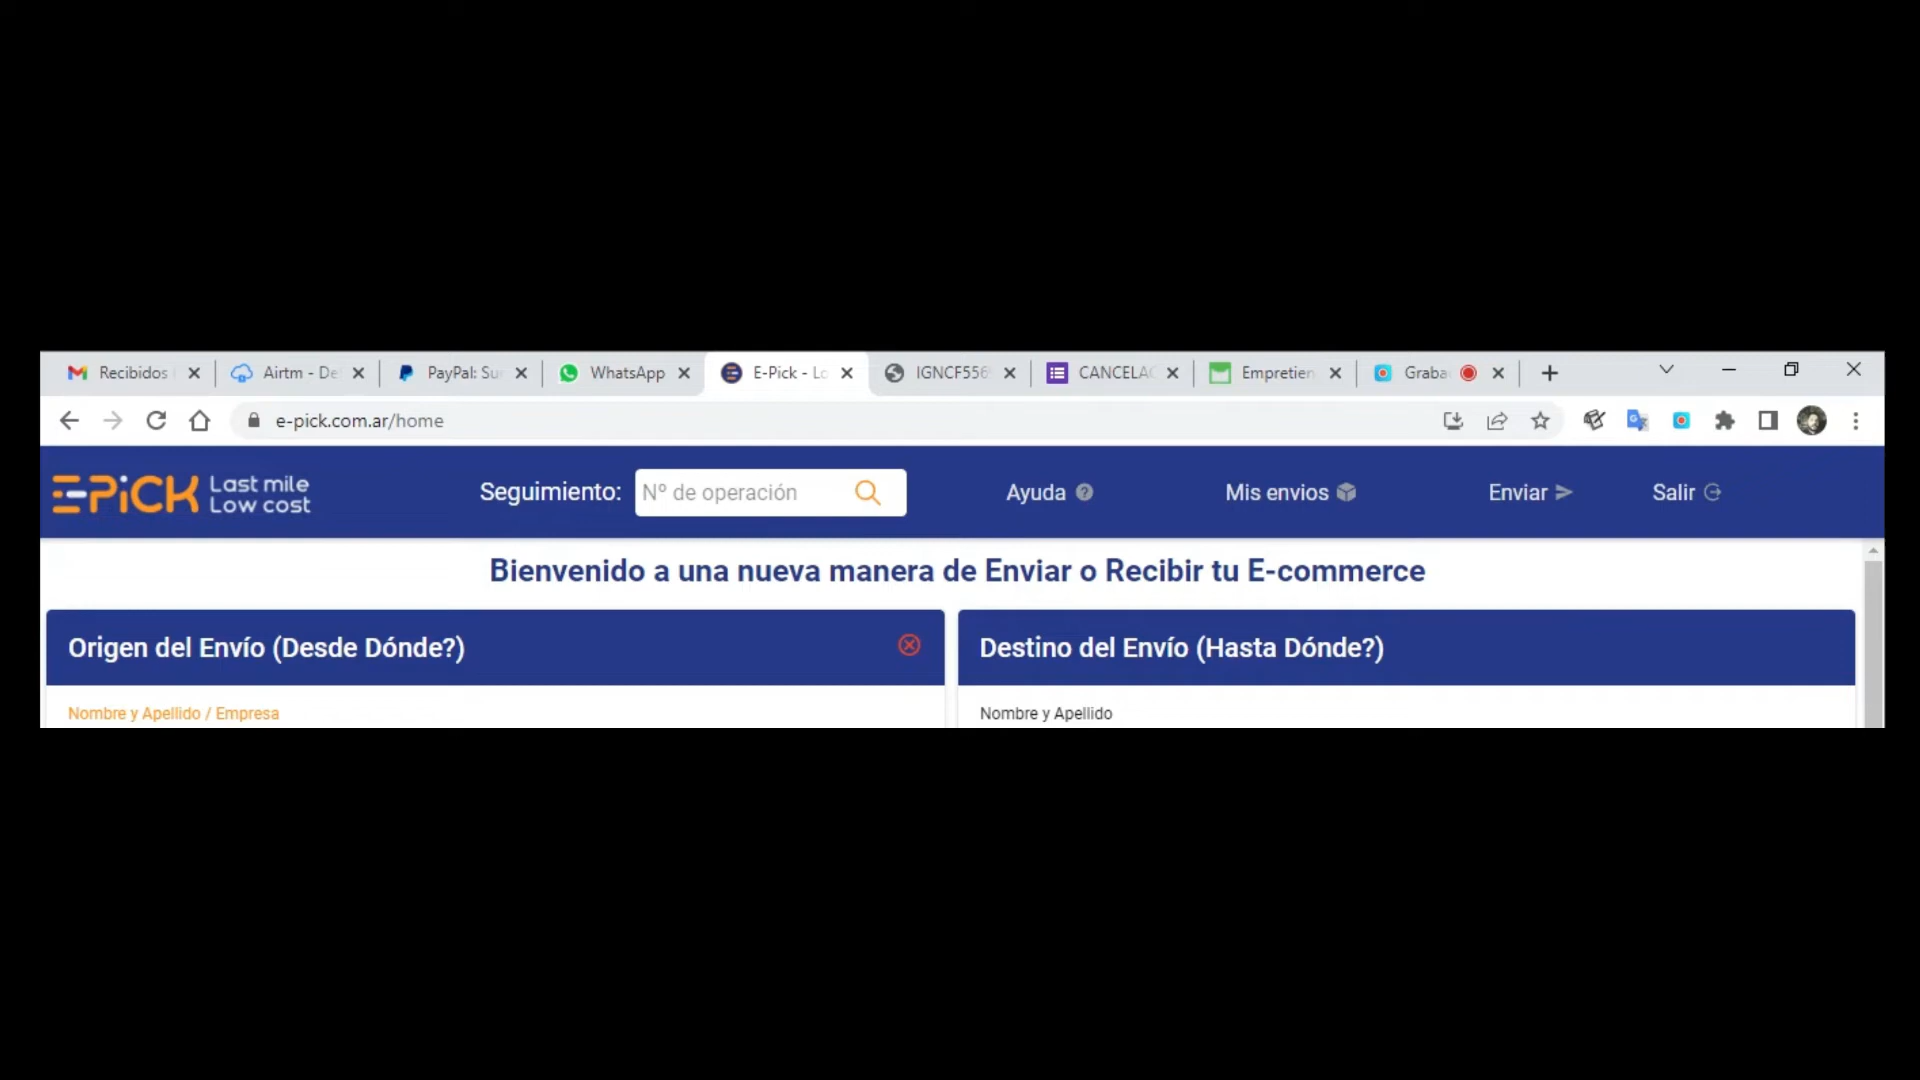 Recibidos
Airtm - De
PayPal: Su
WhatsApp
E-Pick - Lo
IGNCF556
CANCELAC
Empretien
Graba
e-pick.com.ar/home
EPiCK Last mile
Low cost
Seguimiento: Nº de operación
Ayuda
Mis envios
Enviar
Salir
Bienvenido a una nueva manera de Enviar o Recibir tu E-commerce
Origen del Envío (Desde Dónde?)
Nombre y Apellido / Empresa
Destino del Envío (Hasta Dónde?)
Nombre y Apellido